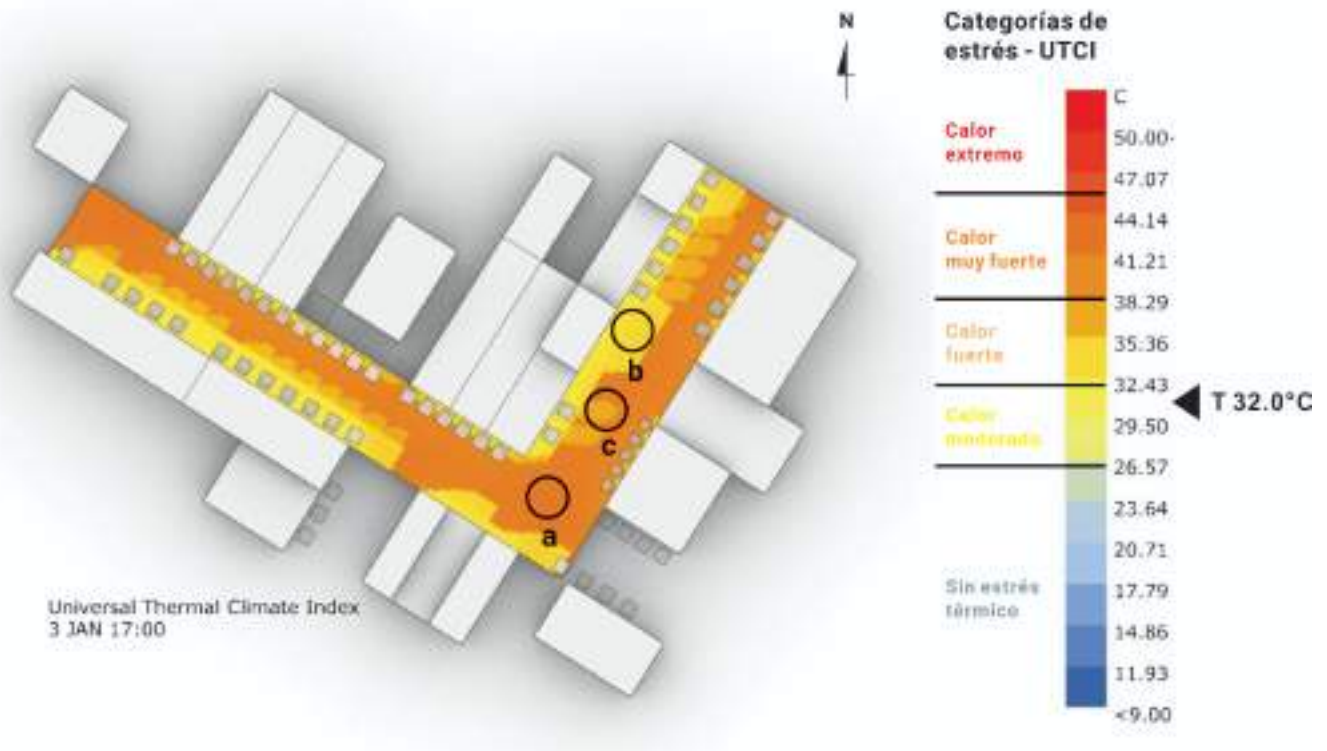 N
Categorías de
estrés - UTCI
Calor
extremo
Calor
muy fuerte
Calor
fuerte
Calor
moderado
Sin estrés
térmico
C
50.00-
47.07
44.14
41.21
38.29
35.36
32.43
29.50
26.57
23.64
20.71
17.79
14.86
11.93
<9.00
T 32.0°C
b
c
a
Universal Thermal Climate Index
3 JAN 17:00